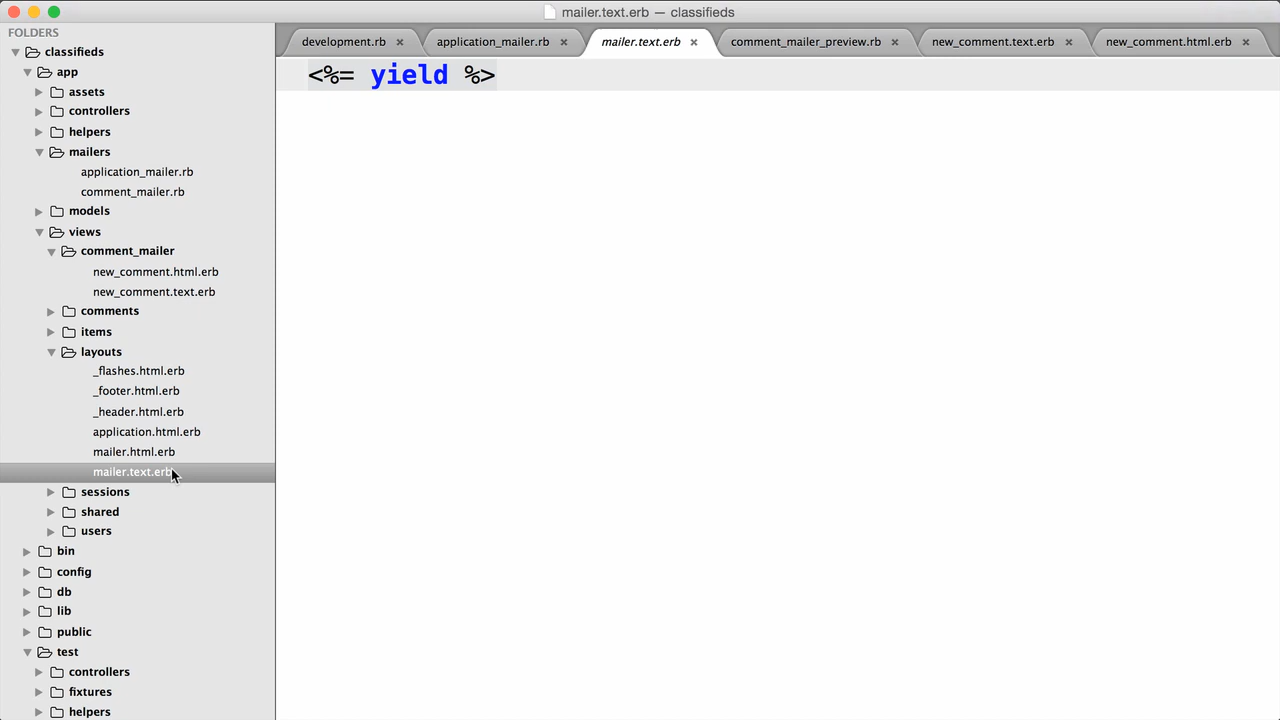 mailer.text.erb — classifieds
FOLDERS
classifieds
app
assets
controllers
helpers
mailers
application_mailer.rb
comment_mailer.rb
models
views
comment_mailer
new_comment.html.erb
new_comment.text.erb
comments
items
layouts
_flashes.html.erb
_footer.html.erb
_header.html.erb
application.html.erb
mailer.html.erb
mailer.text.erb
sessions
shared
users
bin
config
db
lib
public
test
controllers
fixtures
helpers
development.rb × application_mailer.rb × mailer.text.erb × comment_mailer_preview.rb × new_comment.text.erb × new_comment.html.erb ×
<%= yield %>